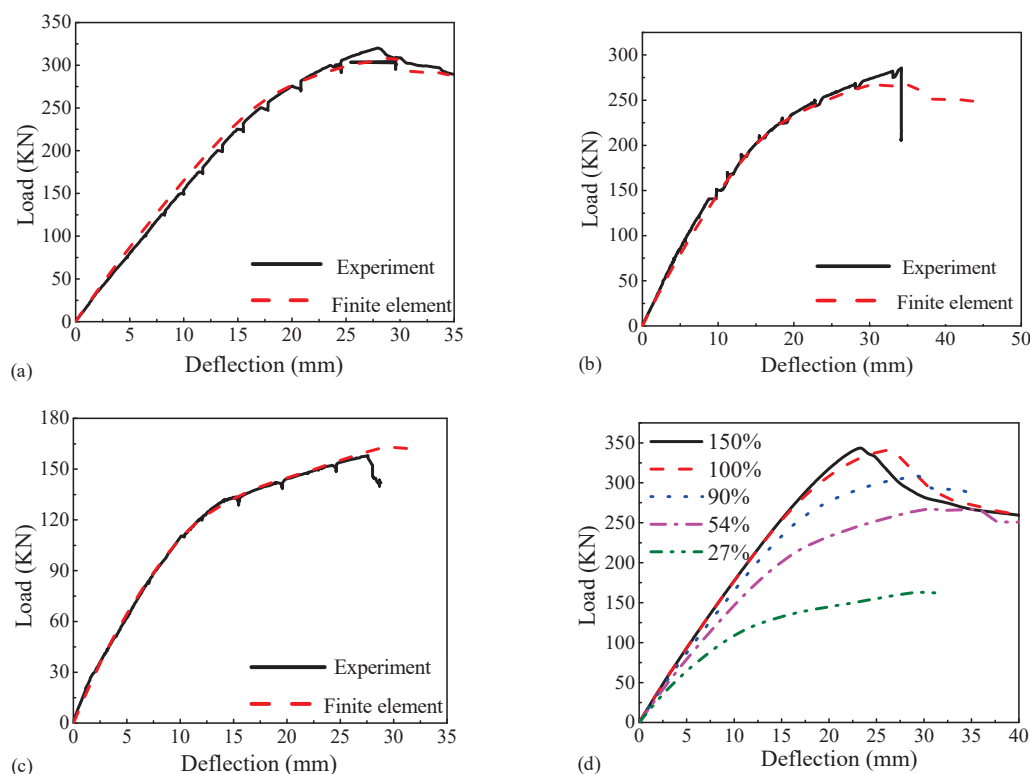 350
300
250
200
150
100
50
0
Load (KN)
Experiment
Finite element
0 5 10 15 20 25 30 35
Deflection (mm)
(a)
300
250
200
150
100
50
0
Load (KN)
Experiment
Finite element
0 10 20 30 40 50
Deflection (mm)
(b)
180
150
120
90
60
30
0
Load (KN)
Experiment
Finite element
0 5 10 15 20 25 30 35
Deflection (mm)
(c)
350
300
250
200
150
100
50
0
Load (KN)
150%
100%
90%
54%
27%
0 5 10 15 20 25 30 35 40
Deflection (mm)
(d)